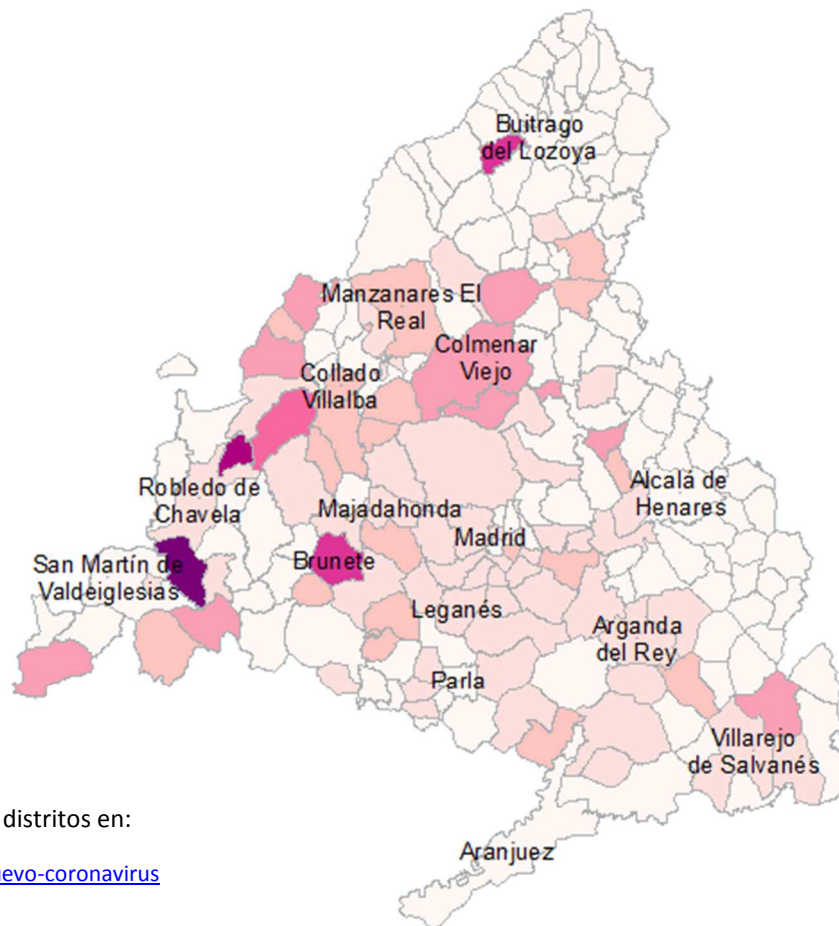 Buitrago
del Lozoya
Manzanares El
Real
Colmenar
Viejo
Collado
Villalba
Robledo de
Chavela
Alcalá de
Henares
Majadahonda
Madrid
San Martín de
Valdeiglesias
Brunete
Leganés
Arganda
del Rey
Parla
Villarejo
de Salvanés
distritos en:
evo-coronavirus
Aranjuez